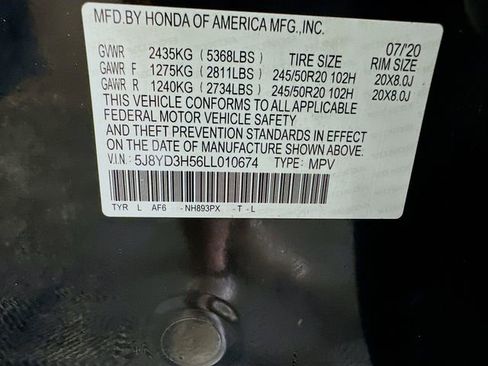 MFD.BY HONDA OF AMERICA MFG.,INC.
07/'20
GVWR 2435KG (5368LBS) TIRE SIZE RIM SIZE
GAWR F 1275KG (2811LBS) 245/50R20 102H 20X8.0J
GAWR R 1240KG (2734LBS) 245/50R20 102H 20X8.0J
THIS VEHICLE CONFORMS TO ALL APPLICABLE
FEDERAL MOTOR VEHICLE SAFETY
AND THEFT PREVENTION STANDARDS IN EFFECT
ON THE DATE OF MANUFACTURE SHOWN ABOVE.
V.I.N: 5J8YD3H56LL010674 TYPE: MPV
TYR L AF6 -NH893PX -T -L